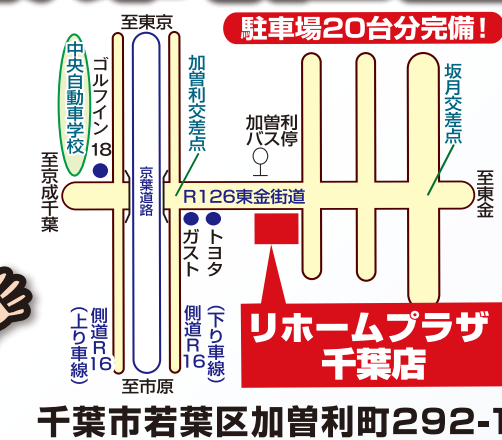 至東京
駐車場20台分完備!
中央自動車学校
ゴルフイン18
加曽利交差点
加曽利
バス停
坂月交差点
至京成千葉
京葉道路
R126東金街道
至東金
ガスト
トヨタ
側道R16
(上り車線)
側道R16
(下り車線)
リホームプラザ
千葉店
至市原
千葉市若葉区加曽利町292-1